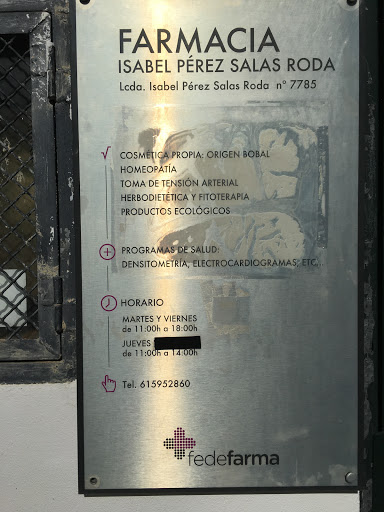 FARMACIA
ISABEL PÉREZ SALAS RODA
Lcda. Isabel Pérez Salas Roda nº 7785
√ COSMETICA PROPIA: ORIGEN BOBAL
HOMEOPATÍA
TOMA DE TENSIÓN ARTERIAL
HERBODIETÉTICA Y FITOTERAPIA
PRODUCTOS ECOLÓGICOS
+ PROGRAMAS DE SALUD:
DENSITOMETRÍA, ELECTROCARDIOGRAMAS, ETC..
HORARIO
MARTES Y VIERNES
de 11:00h a 18:00h
JUEVES
de 11:00h a 14:00h
Tel. 615952860
fedefarma